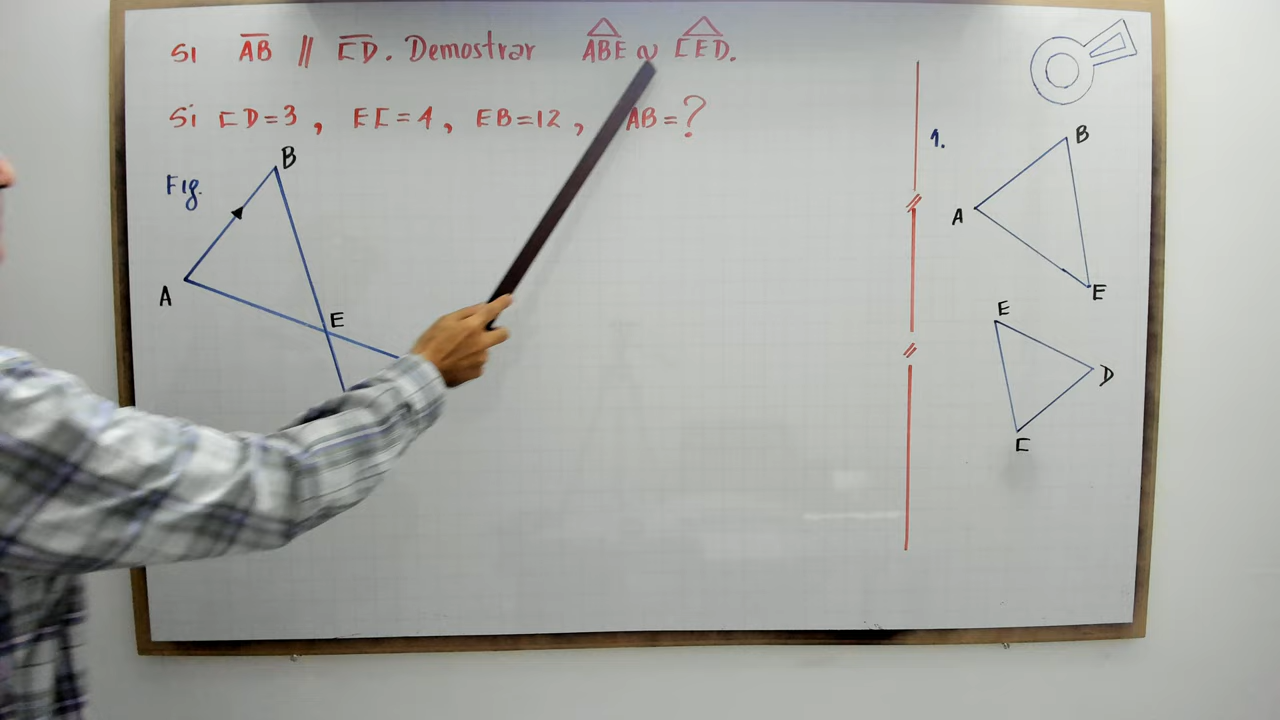 Si AB // CD. Demostrar ABE ~ CED.
Si CD=3, EC=4, EB=12, AB=?
Fig.
B
A
E
1.
B
A
E
E
D
C